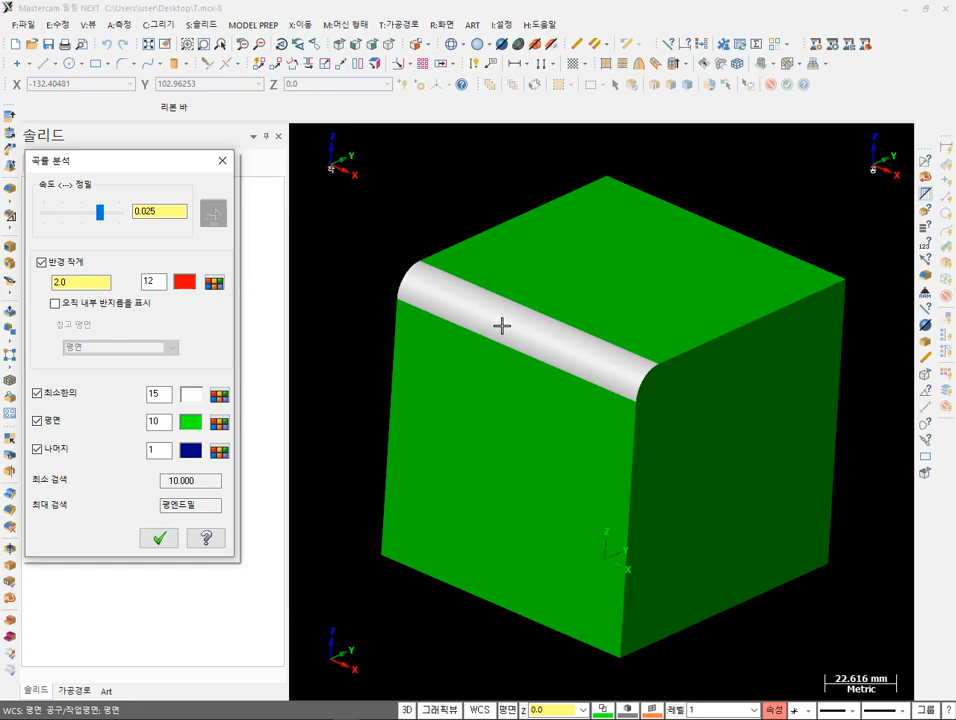 Mastercam 밀링 NEXT C:\Users\user\Desktop\T.mcx-8
F:파일 E:수정 V:뷰 A:측정 C:그리기 S:솔리드 MODEL PREP X:이동 M:머신 형태 T:가공경로 R:화면 ART I:설정 H:도움말
X -132.40481 Y 102.96253 Z 0.0
리본 바
솔리드
곡률 분석
속도 <---> 정밀
0.025
반경 작게
2.0 12
오직 내부 반지름을 표시
참고 평면
평면
최소한의 15
평면 10
나머지 1
최소 검색 10.000
최대 검색 평엔드밀
Z
Y
X
Z
Y
X
Z
Y
X
Z
Y
X
22.616 mm
Metric
솔리드 가공경로 Art
WCS: 평면 공구/작업평면: 평면 3D 그래픽뷰 WCS 평면 Z 0.0 레벨 1 속성 그룹 ?